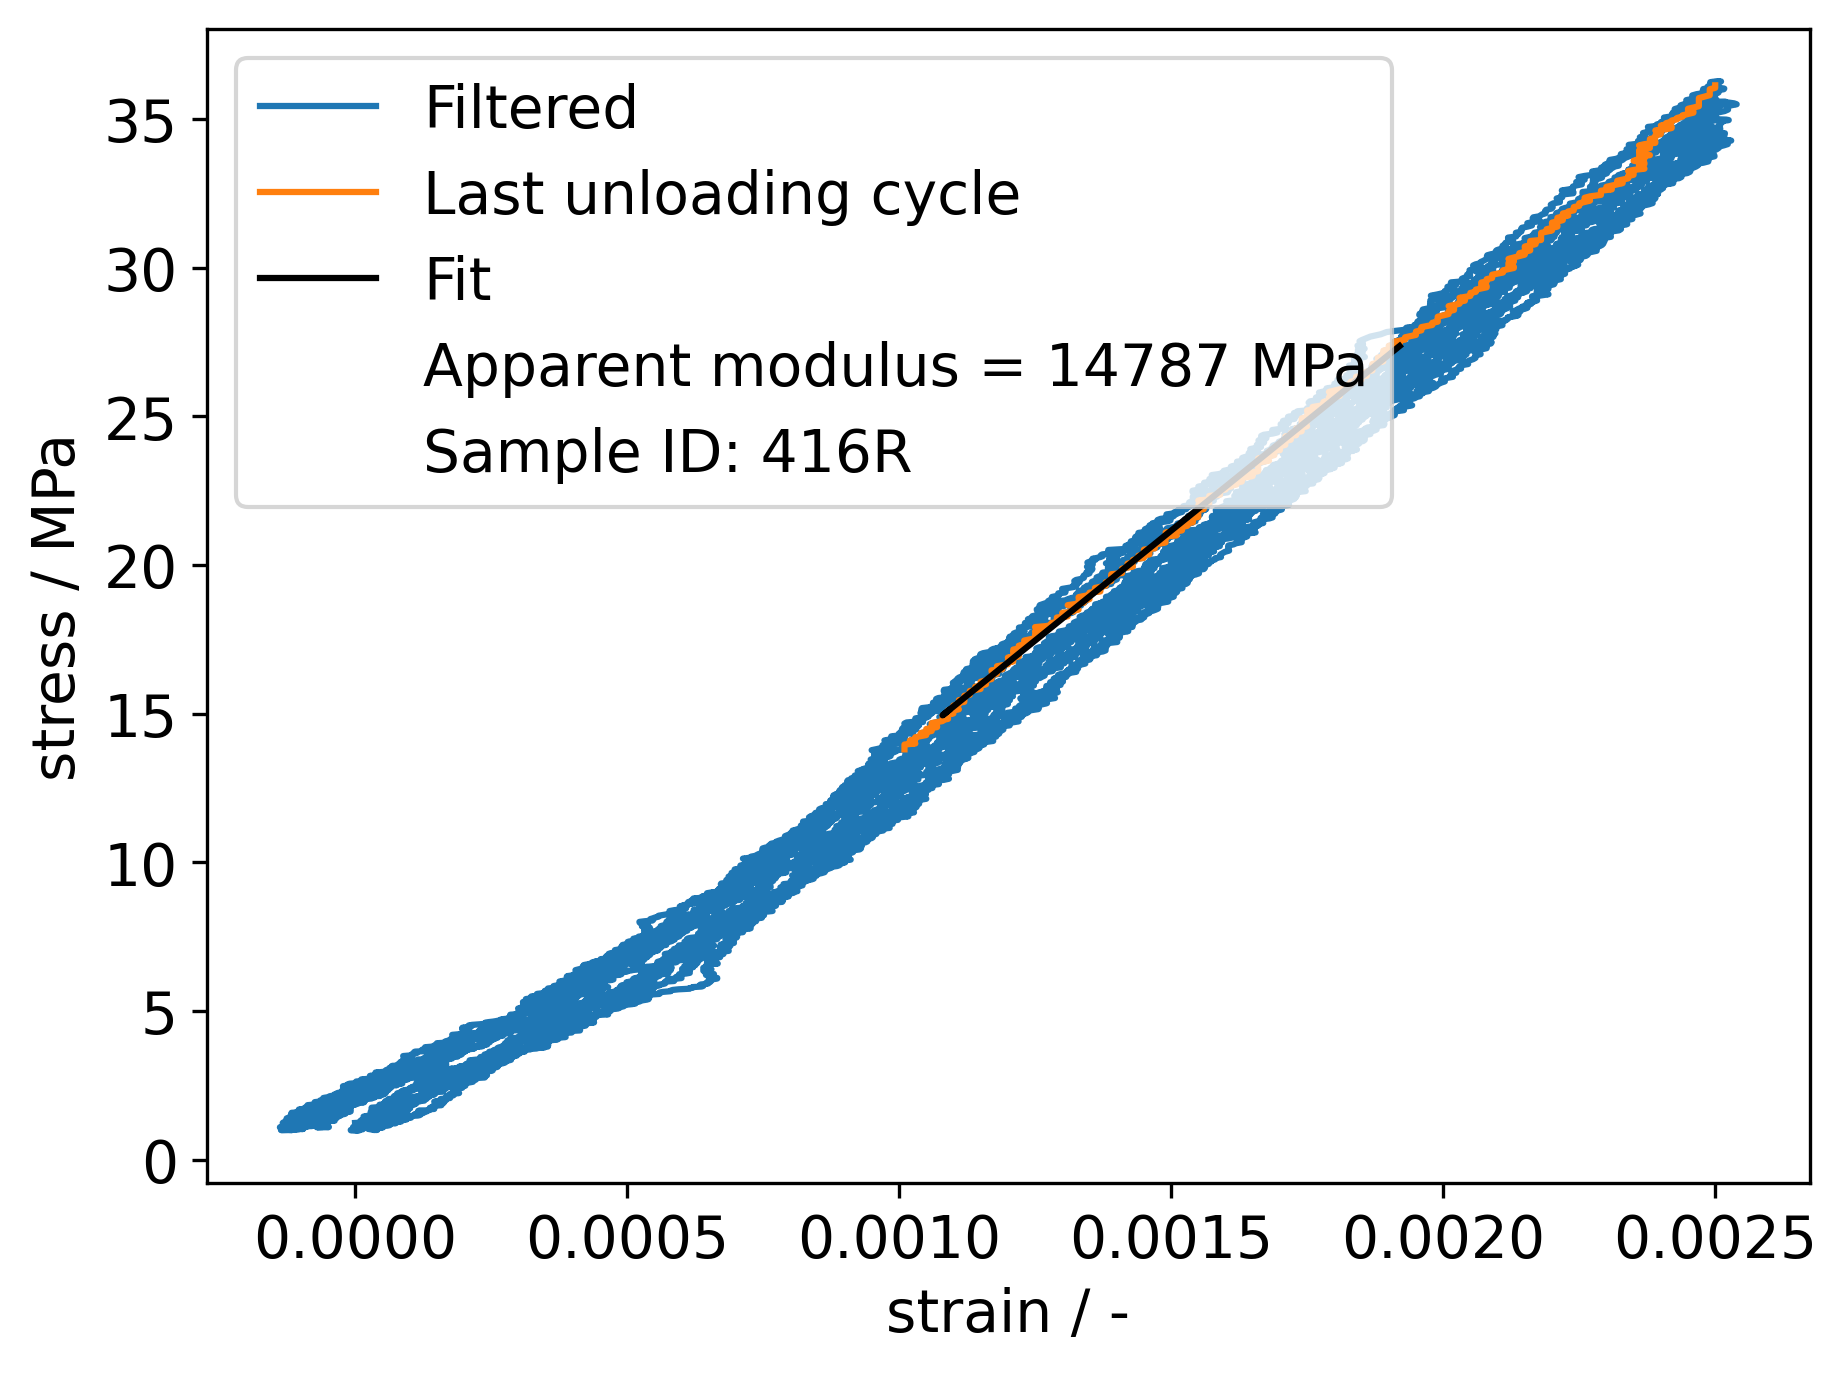 Filtered
Last unloading cycle
Fit
Apparent modulus = 14787 MPa
Sample ID: 416R
stress / MPa
35
30
25
20
15
10
5
0
0.0000 0.0005 0.0010 0.0015 0.0020 0.0025
strain / -